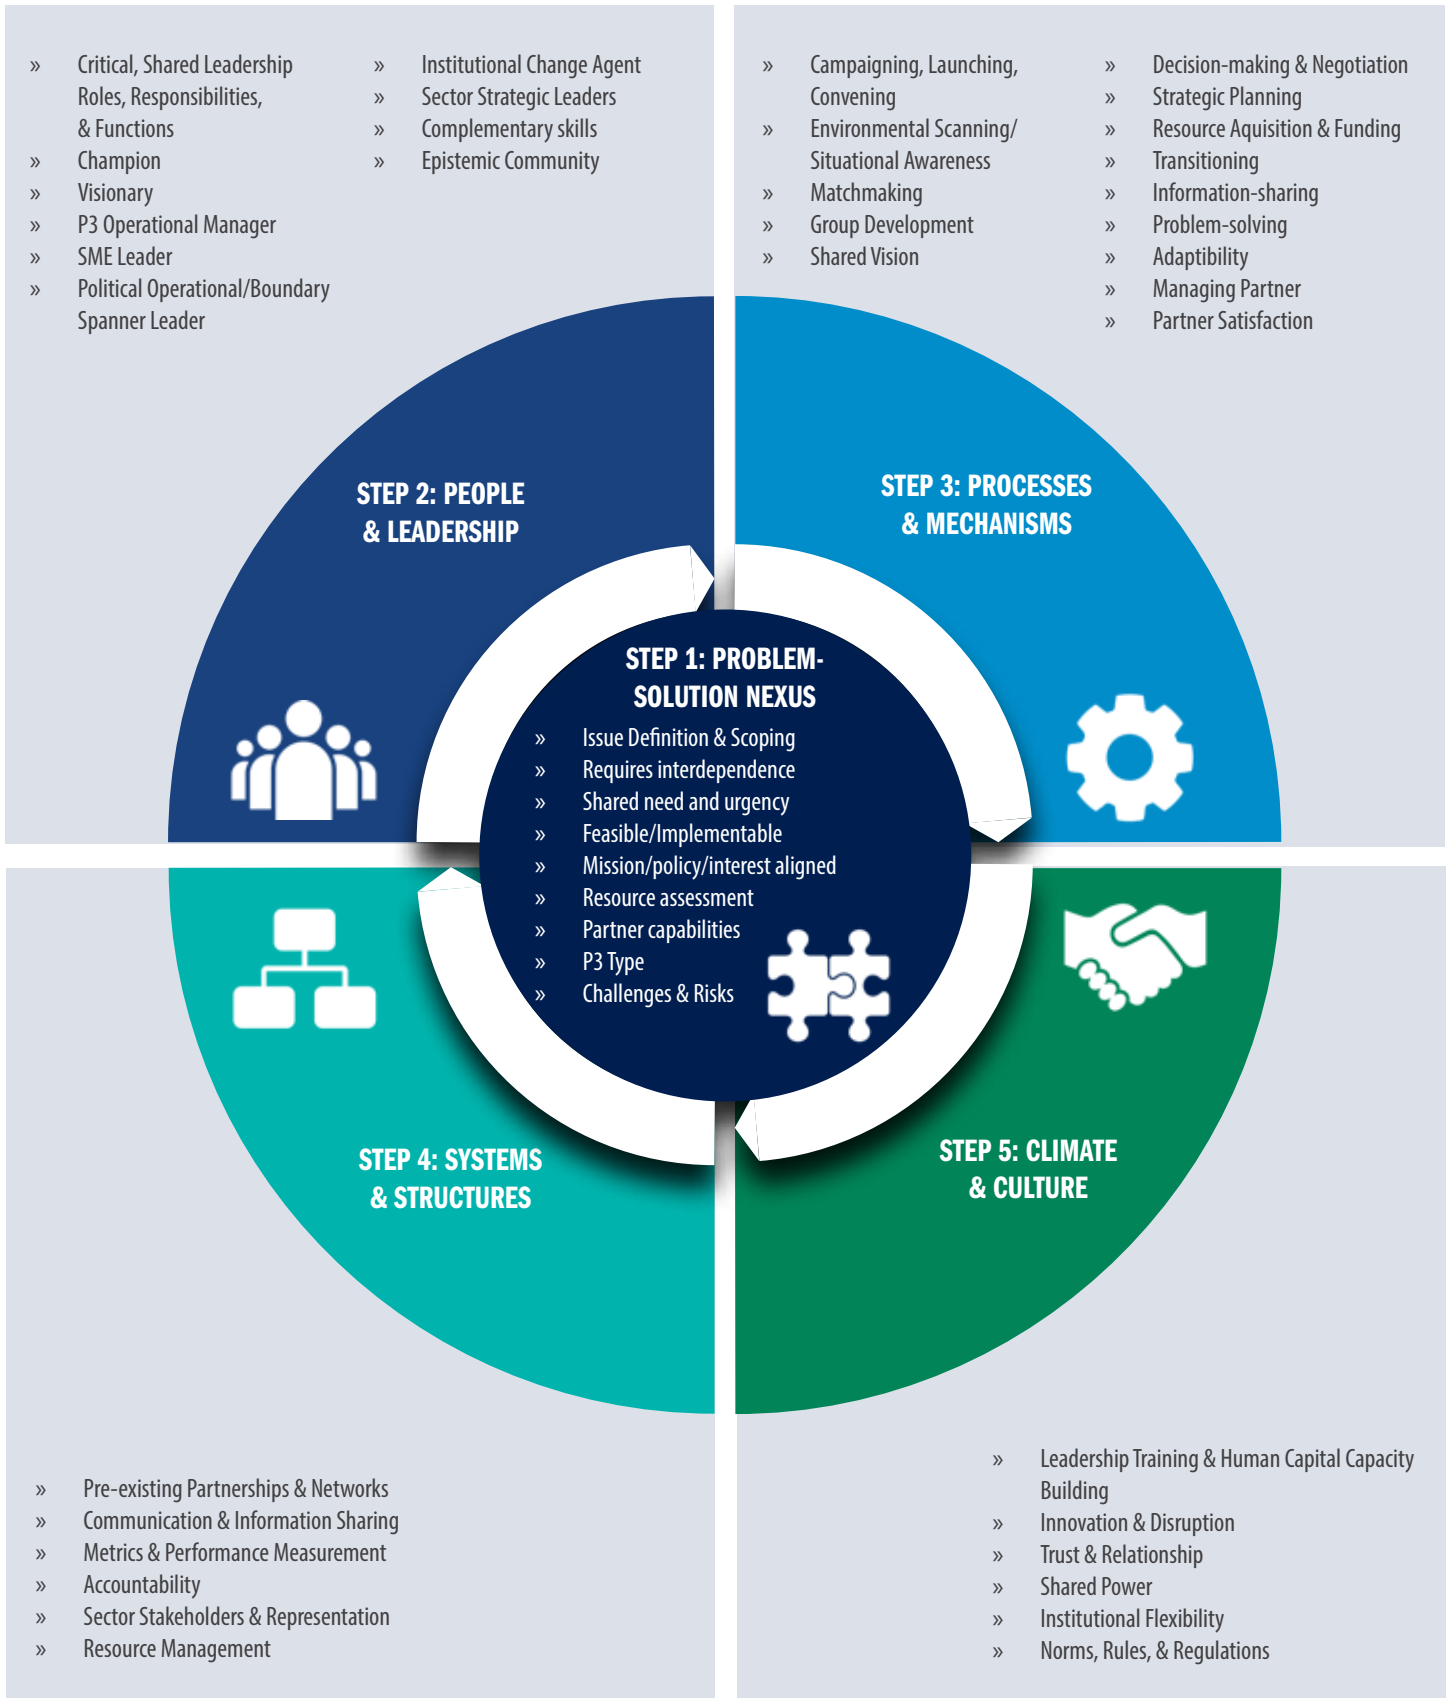 » Critical, Shared Leadership
Roles, Responsibilities,
& Functions
» Champion
» Visionary
» P3 Operational Manager
» SME Leader
» Political Operational/Boundary
Spanner Leader
» Institutional Change Agent
» Sector Strategic Leaders
» Complementary skills
» Epistemic Community
» Campaigning, Launching,
Convening
» Environmental Scanning/
Situational Awareness
» Matchmaking
» Group Development
» Shared Vision
» Decision-making & Negotiation
» Strategic Planning
» Resource Aquisition & Funding
» Transitioning
» Information-sharing
» Problem-solving
» Adaptibility
» Managing Partner
» Partner Satisfaction
STEP 2: PEOPLE
& LEADERSHIP
STEP 3: PROCESSES
& MECHANISMS
STEP 1: PROBLEM-
SOLUTION NEXUS
» Issue Definition & Scoping
» Requires interdependence
» Shared need and urgency
» Feasible/Implementable
» Mission/policy/interest aligned
» Resource assessment
» Partner capabilities
» P3 Type
» Challenges & Risks
STEP 4: SYSTEMS
& STRUCTURES
STEP 5: CLIMATE
& CULTURE
» Pre-existing Partnerships & Networks
» Communication & Information Sharing
» Metrics & Performance Measurement
» Accountability
» Sector Stakeholders & Representation
» Resource Management
» Leadership Training & Human Capital Capacity
Building
» Innovation & Disruption
» Trust & Relationship
» Shared Power
» Institutional Flexibility
» Norms, Rules, & Regulations